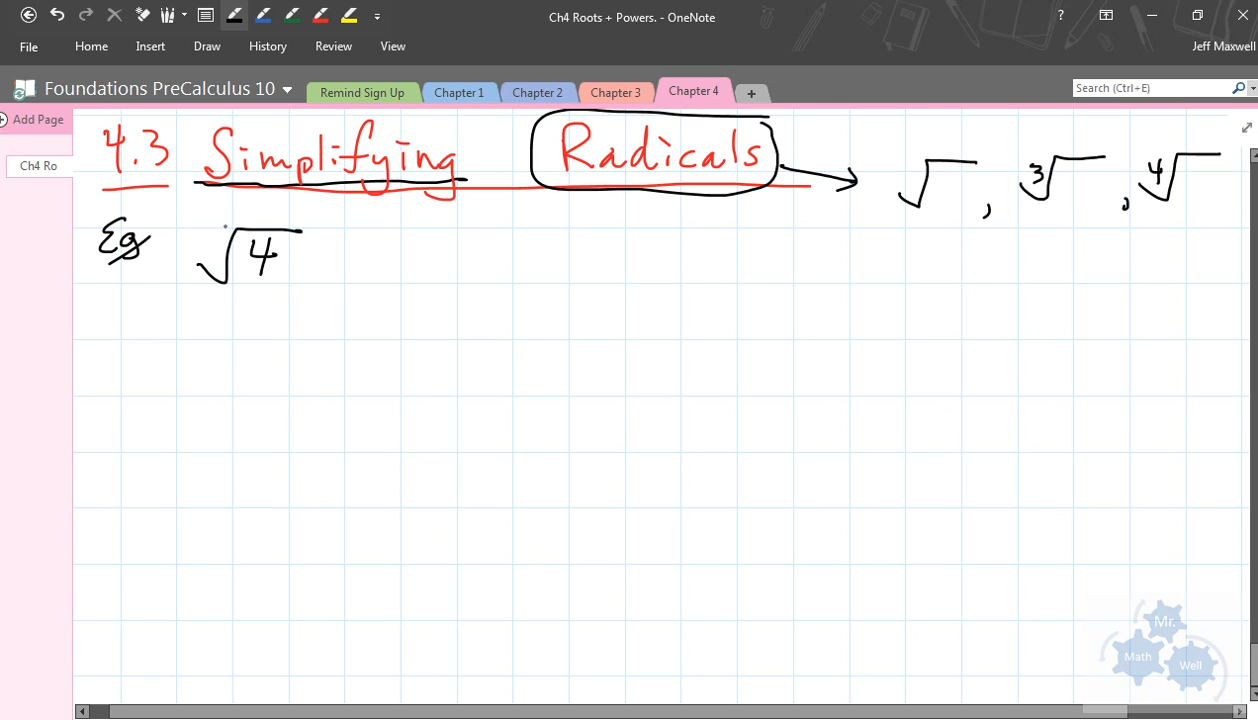 Ch4 Roots + Powers. - OneNote
?
File Home Insert Draw History Review View
Jeff Maxwell
Foundations PreCalculus 10
Remind Sign Up Chapter 1 Chapter 2 Chapter 3 Chapter 4 +
Search (Ctrl+E)
Add Page
Ch4 Ro
4.3 Simplifying Radicals → √ , ∛ , ∜
Eg √4
Mr.
Math
Well